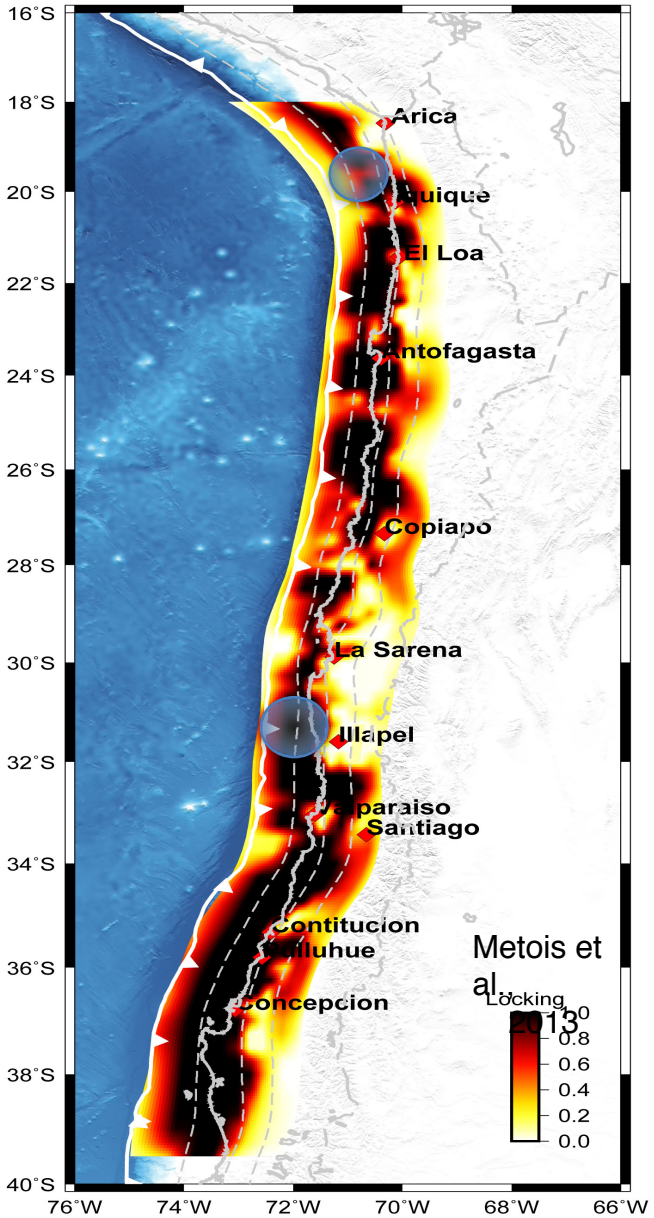 16°S
18°S
Arica
20°S
Iquique
22°S
El Loa
Antofagasta
24°S
26°S
Copiapo
28°S
La Sarena
30°S
Illapel
32°S
Valparaiso
Santiago
34°S
Contitucion
Metois et
al.,
2013
36°S
Concepcion
Locking
1.0
0.8
0.6
0.4
0.2
0.0
38°S
40°S
76°W
74°W
72°W
70°W
68°W
66°W